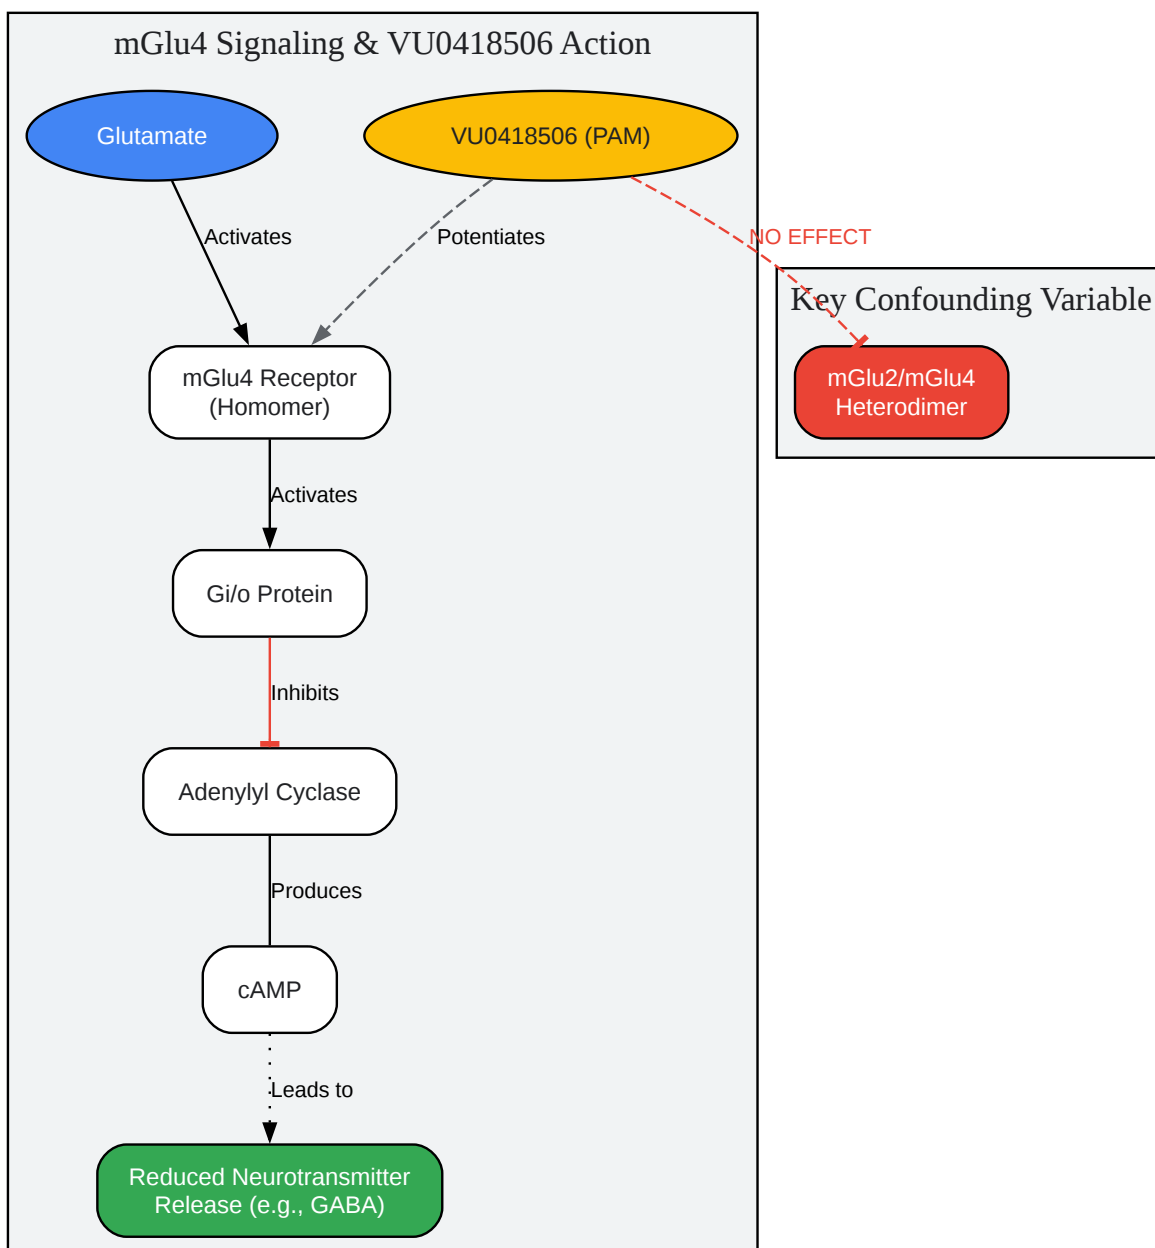 mGlu4 Signaling & VU0418506 Action
Glutamate
VU0418506 (PAM)
Activates
Potentiates
NO EFFECT
Key Confounding Variable
mGlu4 Receptor
(Homomer)
mGlu2/mGlu4
Heterodimer
Activates
Gi/o Protein
Inhibits
Adenylyl Cyclase
Produces
cAMP
Leads to
Reduced Neurotransmitter
Release (e.g., GABA)